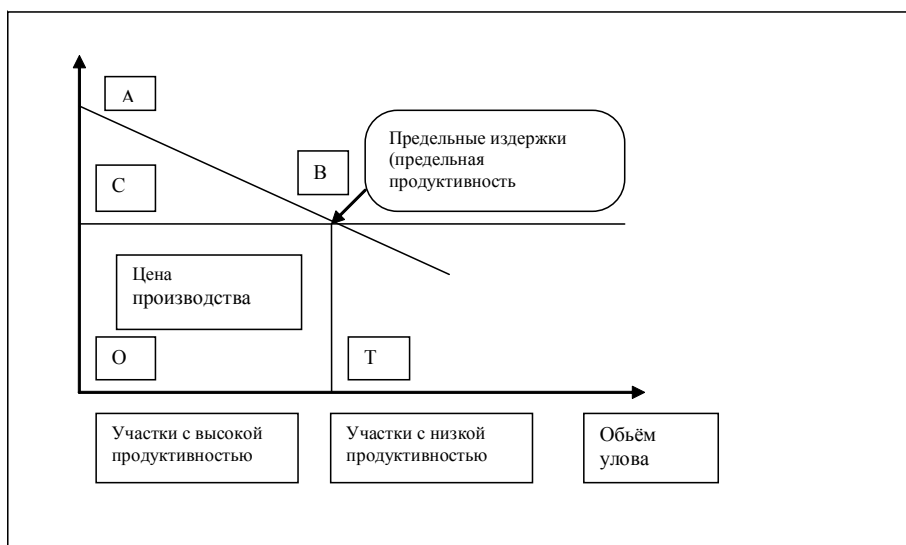 А
Предельные издержки
(предельная
продуктивность
В
С
Цена
производства
О
Т
Участки с высокой
продуктивностью
Участки с низкой
продуктивностью
Обьём
улова